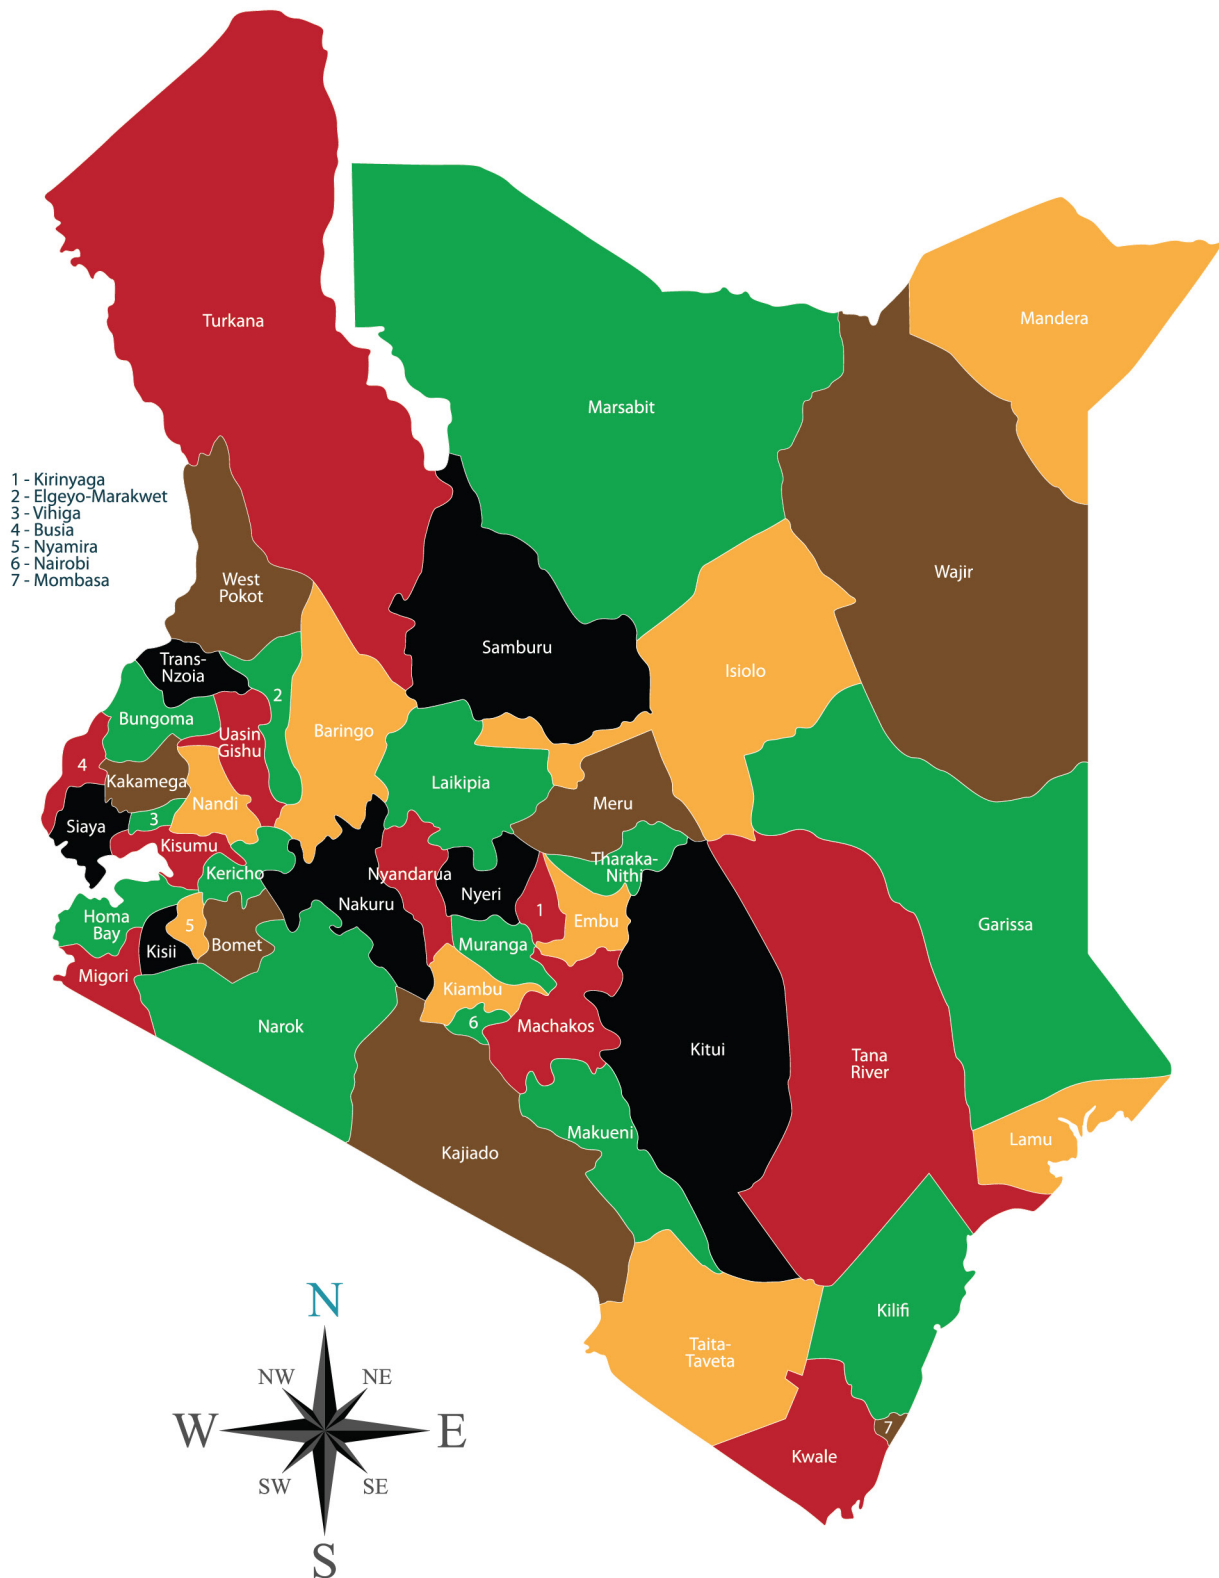 Turkana
Marsabit
Mandera
1 - Kirinyaga
2 - Elgeyo-Marakwet
3 - Vihiga
4 - Busia
5 - Nyamira
6 - Nairobi
7 - Mombasa
West
Pokot
Wajir
Samburu
Isiolo
Trans-
Nzoia
2
Bungoma
Uasin
Gishu
Baringo
4
Kakamega
Nandi
Laikipia
Meru
Siaya
3
Kisumu
Kericho
Nyandarua
Nyeri
Tharaka-
Nithi
Homa
Bay
5
Kisii
Bomet
Nakuru
1
Embu
Garissa
Muranga
Migori
Kiambu
Narok
6
Machakos
Kitui
Tana
River
Makueni
Lamu
Kajiado
Kilifi
Taita-
Taveta
7
Kwale
N
NW
NE
W
E
SW
SE
S